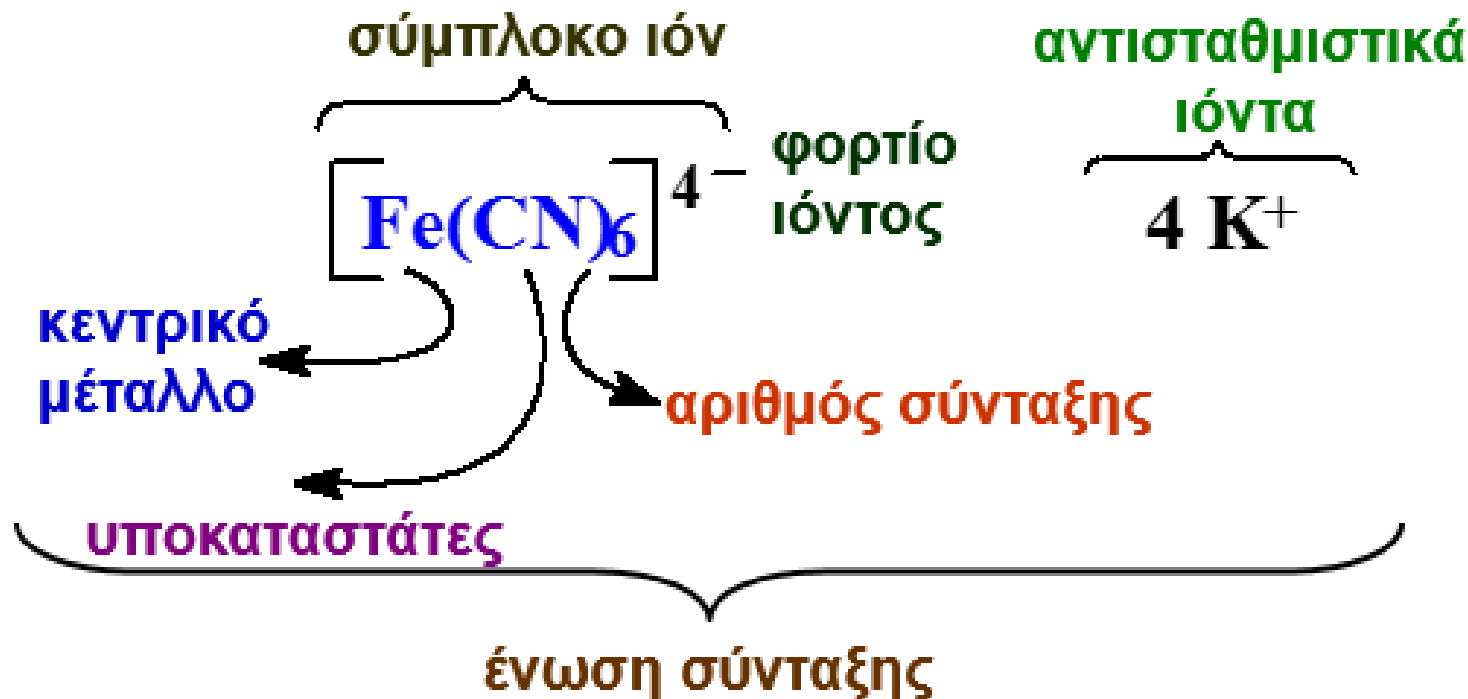 σύμπλοκο ιόν
αντισταθμιστικά
ιόντα
[Fe(CN)6]4− φορτίο
ιόντος
4 K+
κεντρικό
μέταλλο
αριθμός σύνταξης
υποκαταστάτες
ένωση σύνταξης